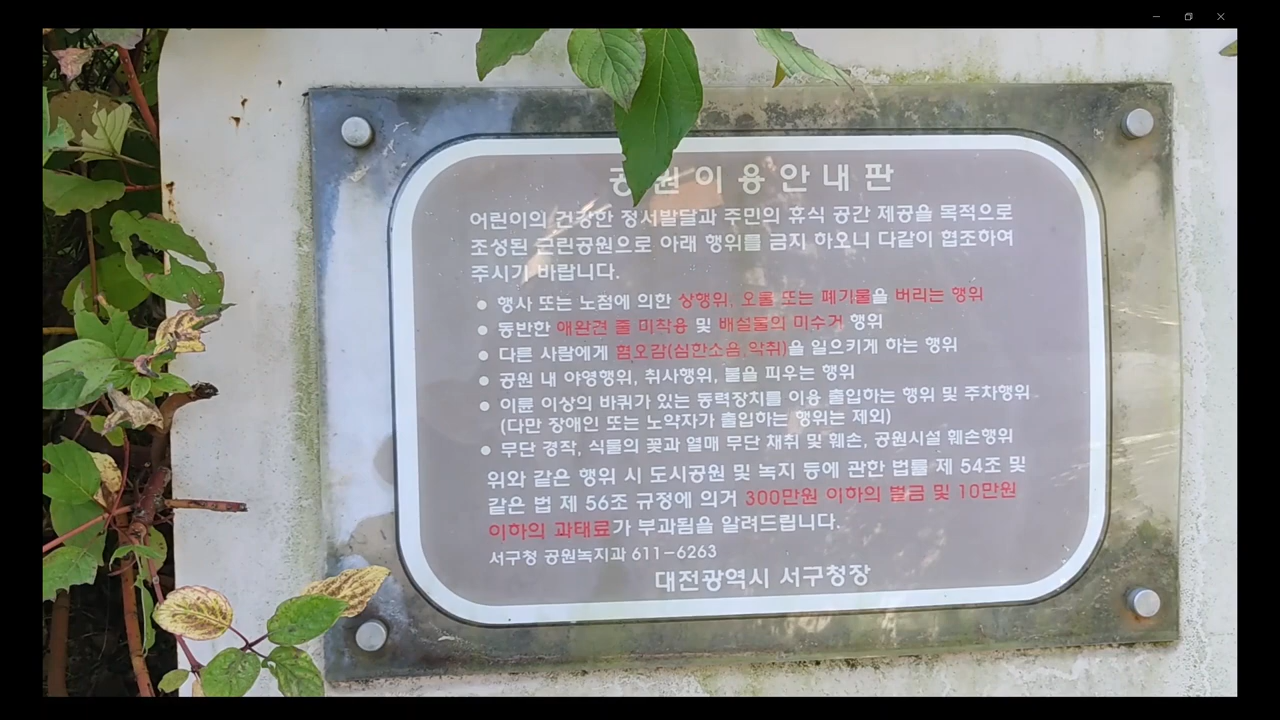 공원이용안내판
어린이의 건강한 정서발달과 주민의 휴식 공간 제공을 목적으로
조성된 근린공원으로 아래 행위를 금지 하오니 다같이 협조하여
주시기 바랍니다.
● 행사 또는 노점에 의한 상행위, 오물 또는 폐기물을 버리는 행위
● 동반한 애완견 줄 미착용 및 배설물의 미수거 행위
● 다른 사람에게 혐오감(심한소음,악취)을 일으키게 하는 행위
● 공원 내 야영행위, 취사행위, 불을 피우는 행위
● 이륜 이상의 바퀴가 있는 동력장치를 이용 출입하는 행위 및 주차행위
(다만 장애인 또는 노약자가 출입하는 행위는 제외)
● 무단 경작, 식물의 꽃과 열매 무단 채취 및 훼손, 공원시설 훼손행위
위와 같은 행위 시 도시공원 및 녹지 등에 관한 법률 제 54조 및
같은 법 제 56조 규정에 의거 300만원 이하의 벌금 및 10만원
이하의 과태료가 부과됨을 알려드립니다.
서구청 공원녹지과 611-6263
대전광역시 서구청장